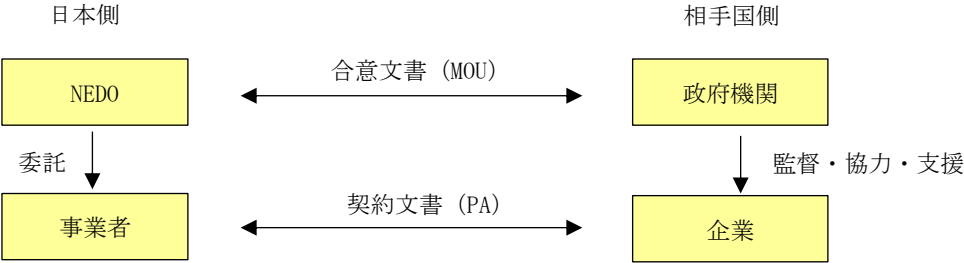 日本側
相手国側
合意文書 (MOU)
NEDO
政府機関
委託
監督・協力・支援
契約文書 (PA)
事業者
企業